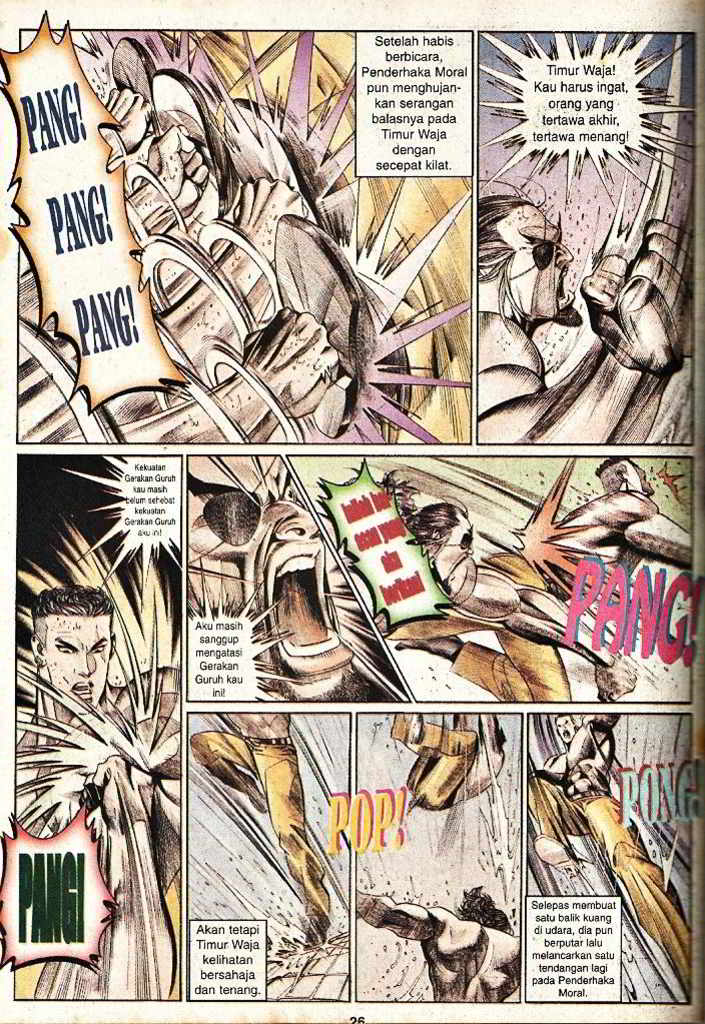 PANG!
PANG!
PANG!
Setelah habis
berbicara,
Penderhaka Moral
pun menghujan-
kan serangan
balasnya pada
Timur Waja
dengan
secepat kilat.
Timur Waja!
Kau harus ingat,
orang yang
tertawa akhir,
tertawa menang!
Kekuatan
Gerakan Guruh
kau masih
belum sehebat
kekuatan
Gerakan Guruh
aku ini!
PANG!
Aku masih
sanggup
mengatasi
Gerakan
Guruh kau
ini!
PANG!
Akan tetapi
Timur Waja
kelihatan
bersahaja
dan tenang.
POP!
PONG!
Selepas membuat
satu balik kuang
di udara, dia pun
berputar lalu
melancarkan satu
tendangan lagi
pada Penderhaka
Moral.
26